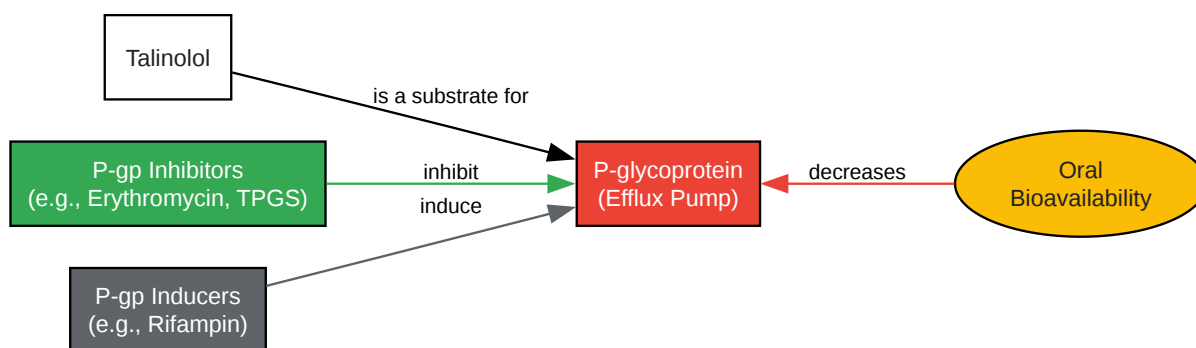 Talinolol
is a substrate for
P-gp Inhibitors
(e.g., Erythromycin, TPGS)
inhibit
induce
P-glycoprotein
(Efflux Pump)
decreases
Oral
Bioavailability
P-gp Inducers
(e.g., Rifampin)